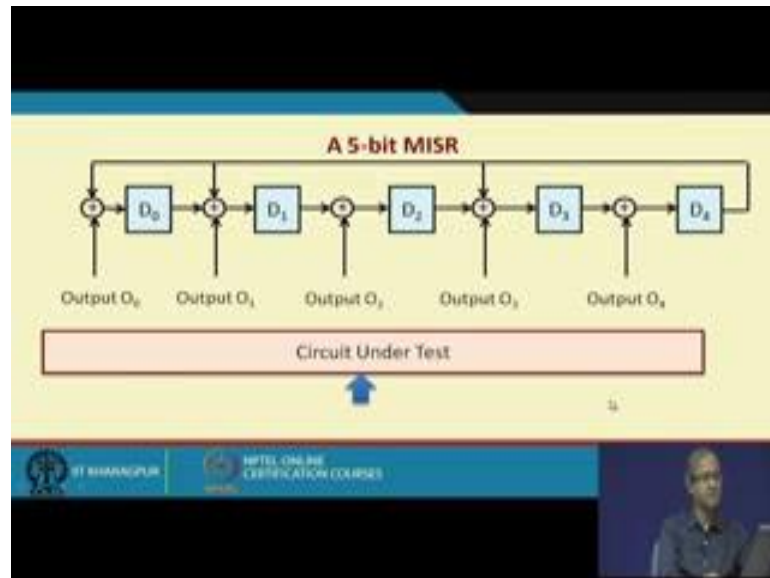 A 5-bit MISR
D₀ D₁ D₂ D₃ D₄
Output O₀ Output O₁ Output O₂ Output O₃ Output O₄
Circuit Under Test
IIT KHARAGPUR
NPTEL ONLINE
CERTIFICATION COURSES